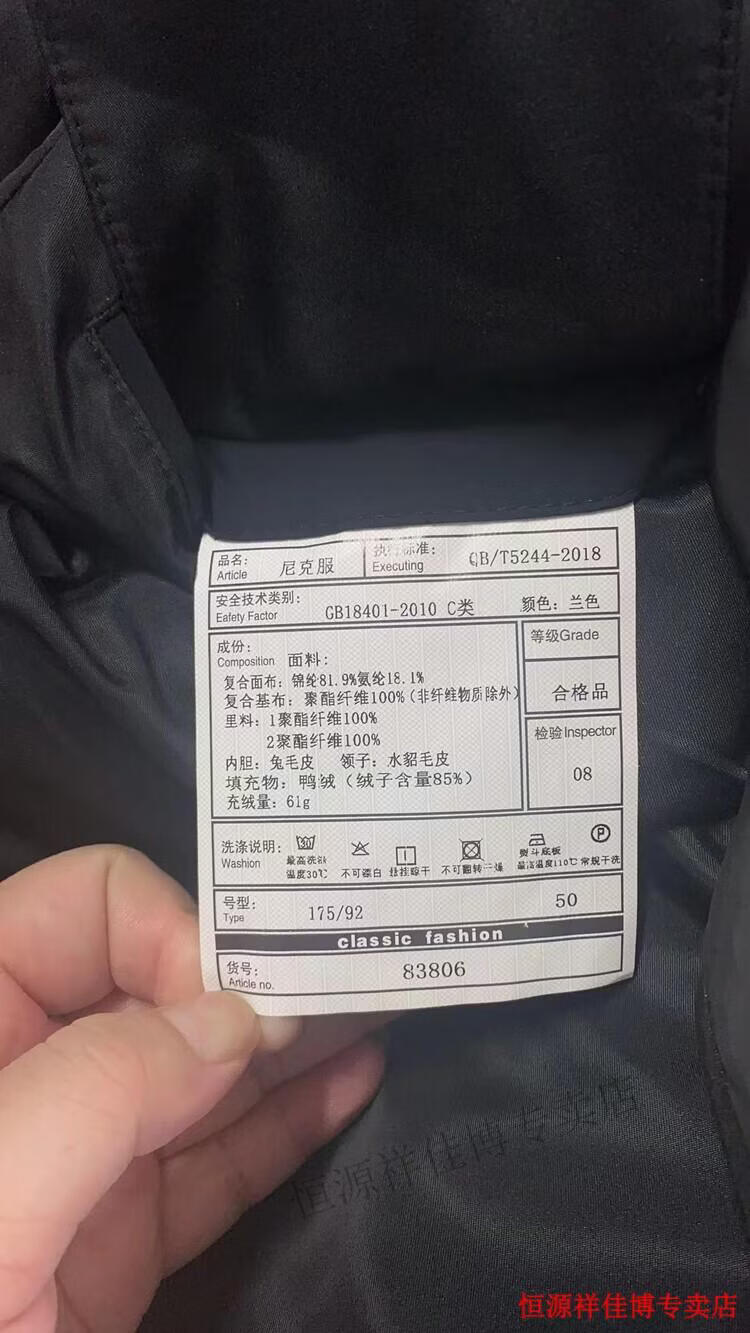 品名：
Article
尼克服
执行标准：
Executing
QB/T5244-2018
安全技术类别：
Eafety Factor
GB18401-2010 C类
颜色：兰色
成份：
Composition 面料：
复合面布：锦纶81.9%氨纶18.1%
复合基布：聚酯纤维100%（非纤维物质除外）
里料：1聚酯纤维100%
2聚酯纤维100%
内胆：兔毛皮 领子：水貂毛皮
填充物：鸭绒（绒子含量85%）
充绒量：61g
等级Grade
合格品
检验Inspector
08
洗涤说明：
Washion
最高洗涤
温度30℃
不可漂白
悬挂晾干
不可翻转干燥
熨斗底板
最高温度110℃
常规干洗
号型：
Type
175/92
50
classic fashion
货号：
Article no.
83806
恒源祥佳博专卖店
恒源祥佳博专卖店